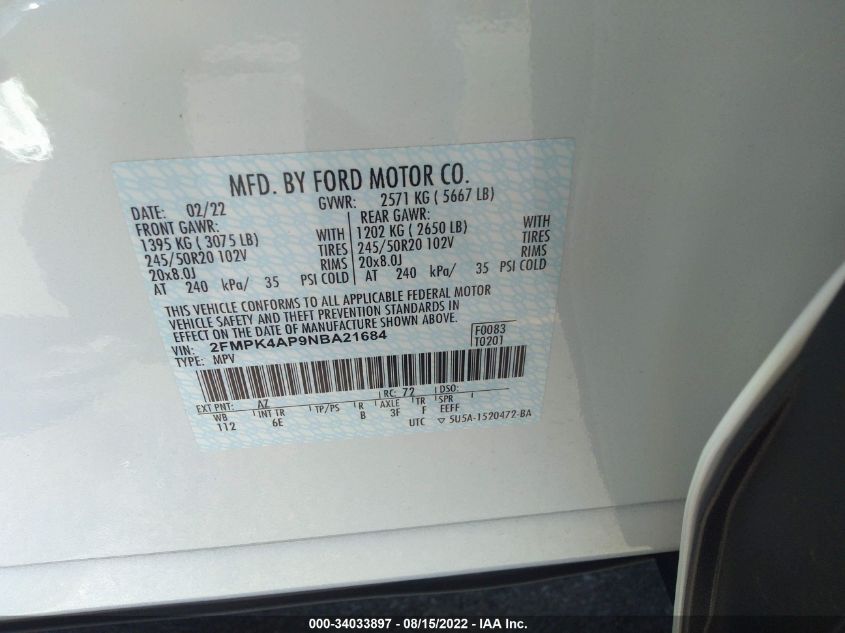 MFD. BY FORD MOTOR CO.
DATE: 02/22 GVWR: 2571 KG ( 5667 LB)
FRONT GAWR: REAR GAWR:
1395 KG ( 3075 LB) WITH 1202 KG ( 2650 LB) WITH
245/50R20 102V TIRES 245/50R20 102V TIRES
20x8.0J RIMS 20x8.0J RIMS
AT 240 kPa/ 35 PSI COLD AT 240 kPa/ 35 PSI COLD
THIS VEHICLE CONFORMS TO ALL APPLICABLE FEDERAL MOTOR
VEHICLE SAFETY AND THEFT PREVENTION STANDARDS IN
EFFECT ON THE DATE OF MANUFACTURE SHOWN ABOVE.
VIN: 2FMPK4AP9NBA21684 F0083
TYPE: MPV T0201
EXT PNT: AZ RC: 72 DSO:
WB INT TR TP/PS R AXLE TR SPR
112 6E B 3F F EEFF
UTC ▽ 5U5A-1520472-BA
000-34033897 - 08/15/2022 - IAA Inc.